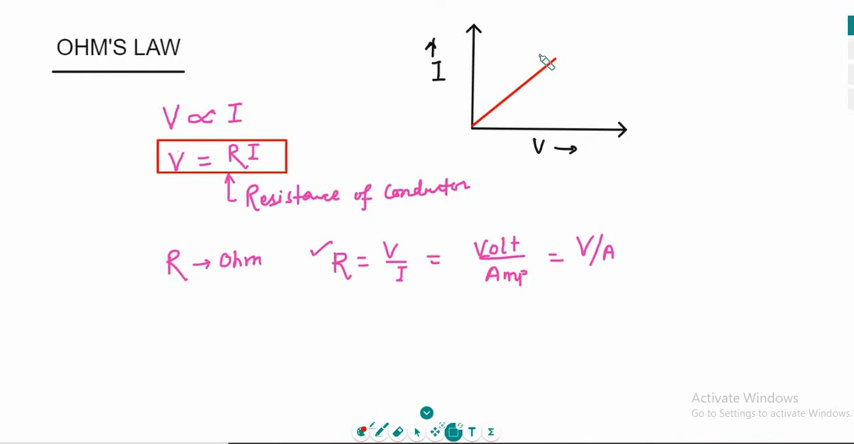 OHM'S LAW
I
V ∝ I
V = RI
V →
Resistance of Conductor
R → Ohm ✓R = V/I = Volt/Amp = V/A
Activate Windows
Go to Settings to activate Windows.
T Σ